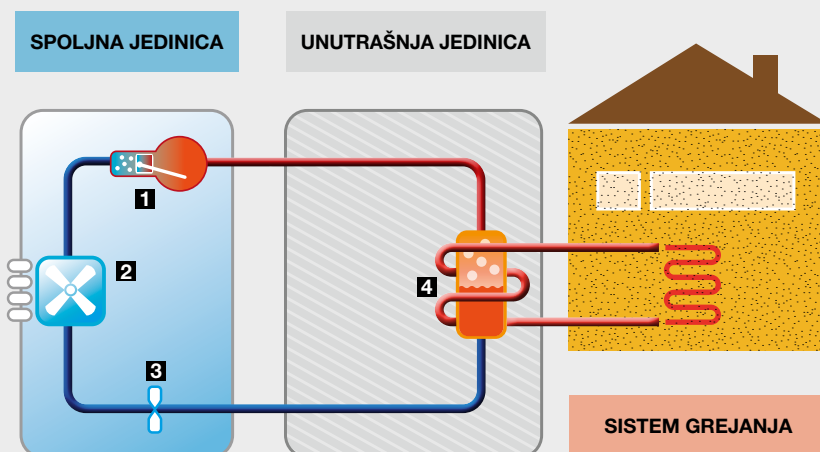 SPOLJNA JEDINICA
UNUTRAŠNJA JEDINICA
1
2
3
4
SISTEM GREJANJA